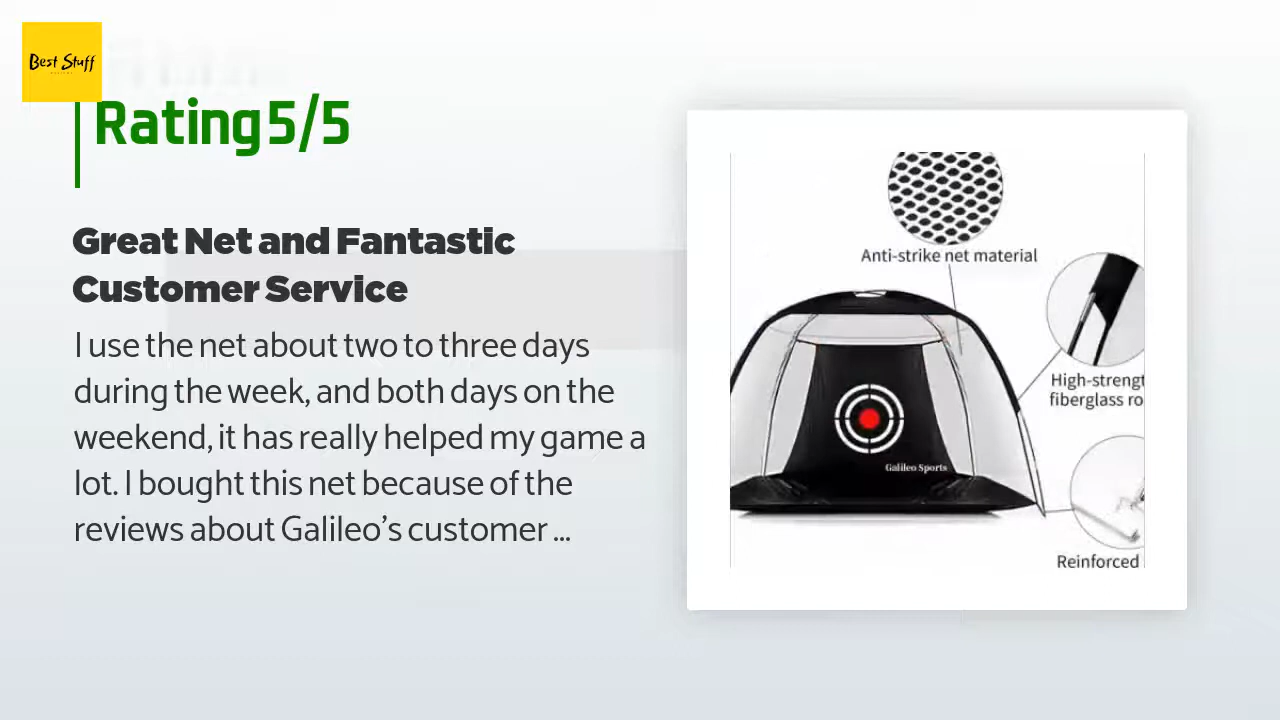 Best Stuff
Rating 5/5
Great Net and Fantastic
Customer Service
I use the net about two to three days
during the week, and both days on the
weekend, it has really helped my game a
lot. I bought this net because of the
reviews about Galileo's customer ...
Anti-strike net material
High-strengt
fiberglass ro
Galileo Sports
Reinforced